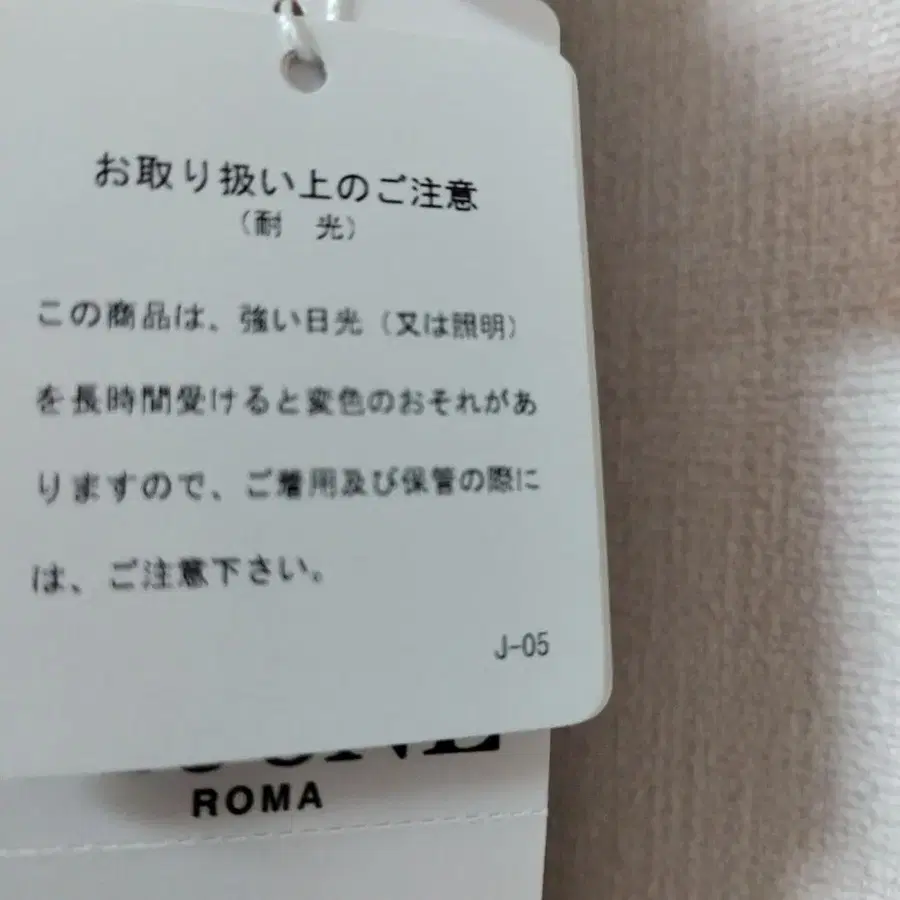 お取り扱い上のご注意
（耐　光）
この商品は、強い日光（又は照明）
を長時間受けると変色のおそれがあ
りますので、ご着用及び保管の際に
は、ご注意下さい。
J-05
ROMA